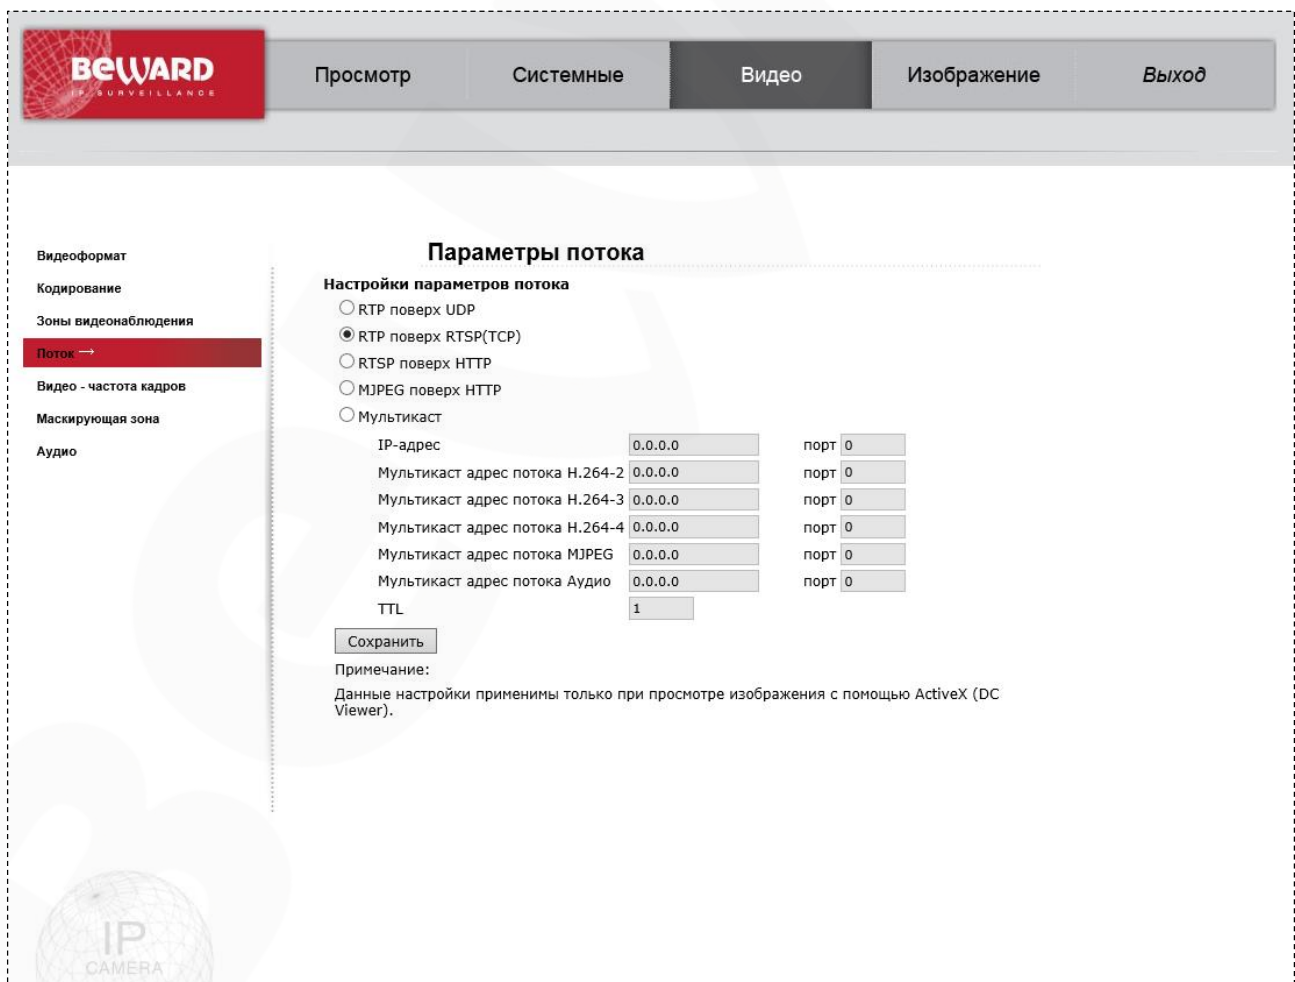 BEWARD
IP SURVEILLANCE
Просмотр
Системные
Видео
Изображение
Выход
Видеоформат
Кодирование
Зоны видеонаблюдения
Поток →
Видео - частота кадров
Маскирующая зона
Аудио
Параметры потока
Настройки параметров потока
RTP поверх UDP
RTP поверх RTSP(TCP)
RTSP поверх HTTP
MJPEG поверх HTTP
Мультикаст
IP-адрес 0.0.0.0 порт 0
Мультикаст адрес потока H.264-2 0.0.0.0 порт 0
Мультикаст адрес потока H.264-3 0.0.0.0 порт 0
Мультикаст адрес потока H.264-4 0.0.0.0 порт 0
Мультикаст адрес потока MJPEG 0.0.0.0 порт 0
Мультикаст адрес потока Аудио 0.0.0.0 порт 0
TTL 1
Сохранить
Примечание:
Данные настройки применимы только при просмотре изображения с помощью ActiveX (DC
Viewer).
IP
CAMERA